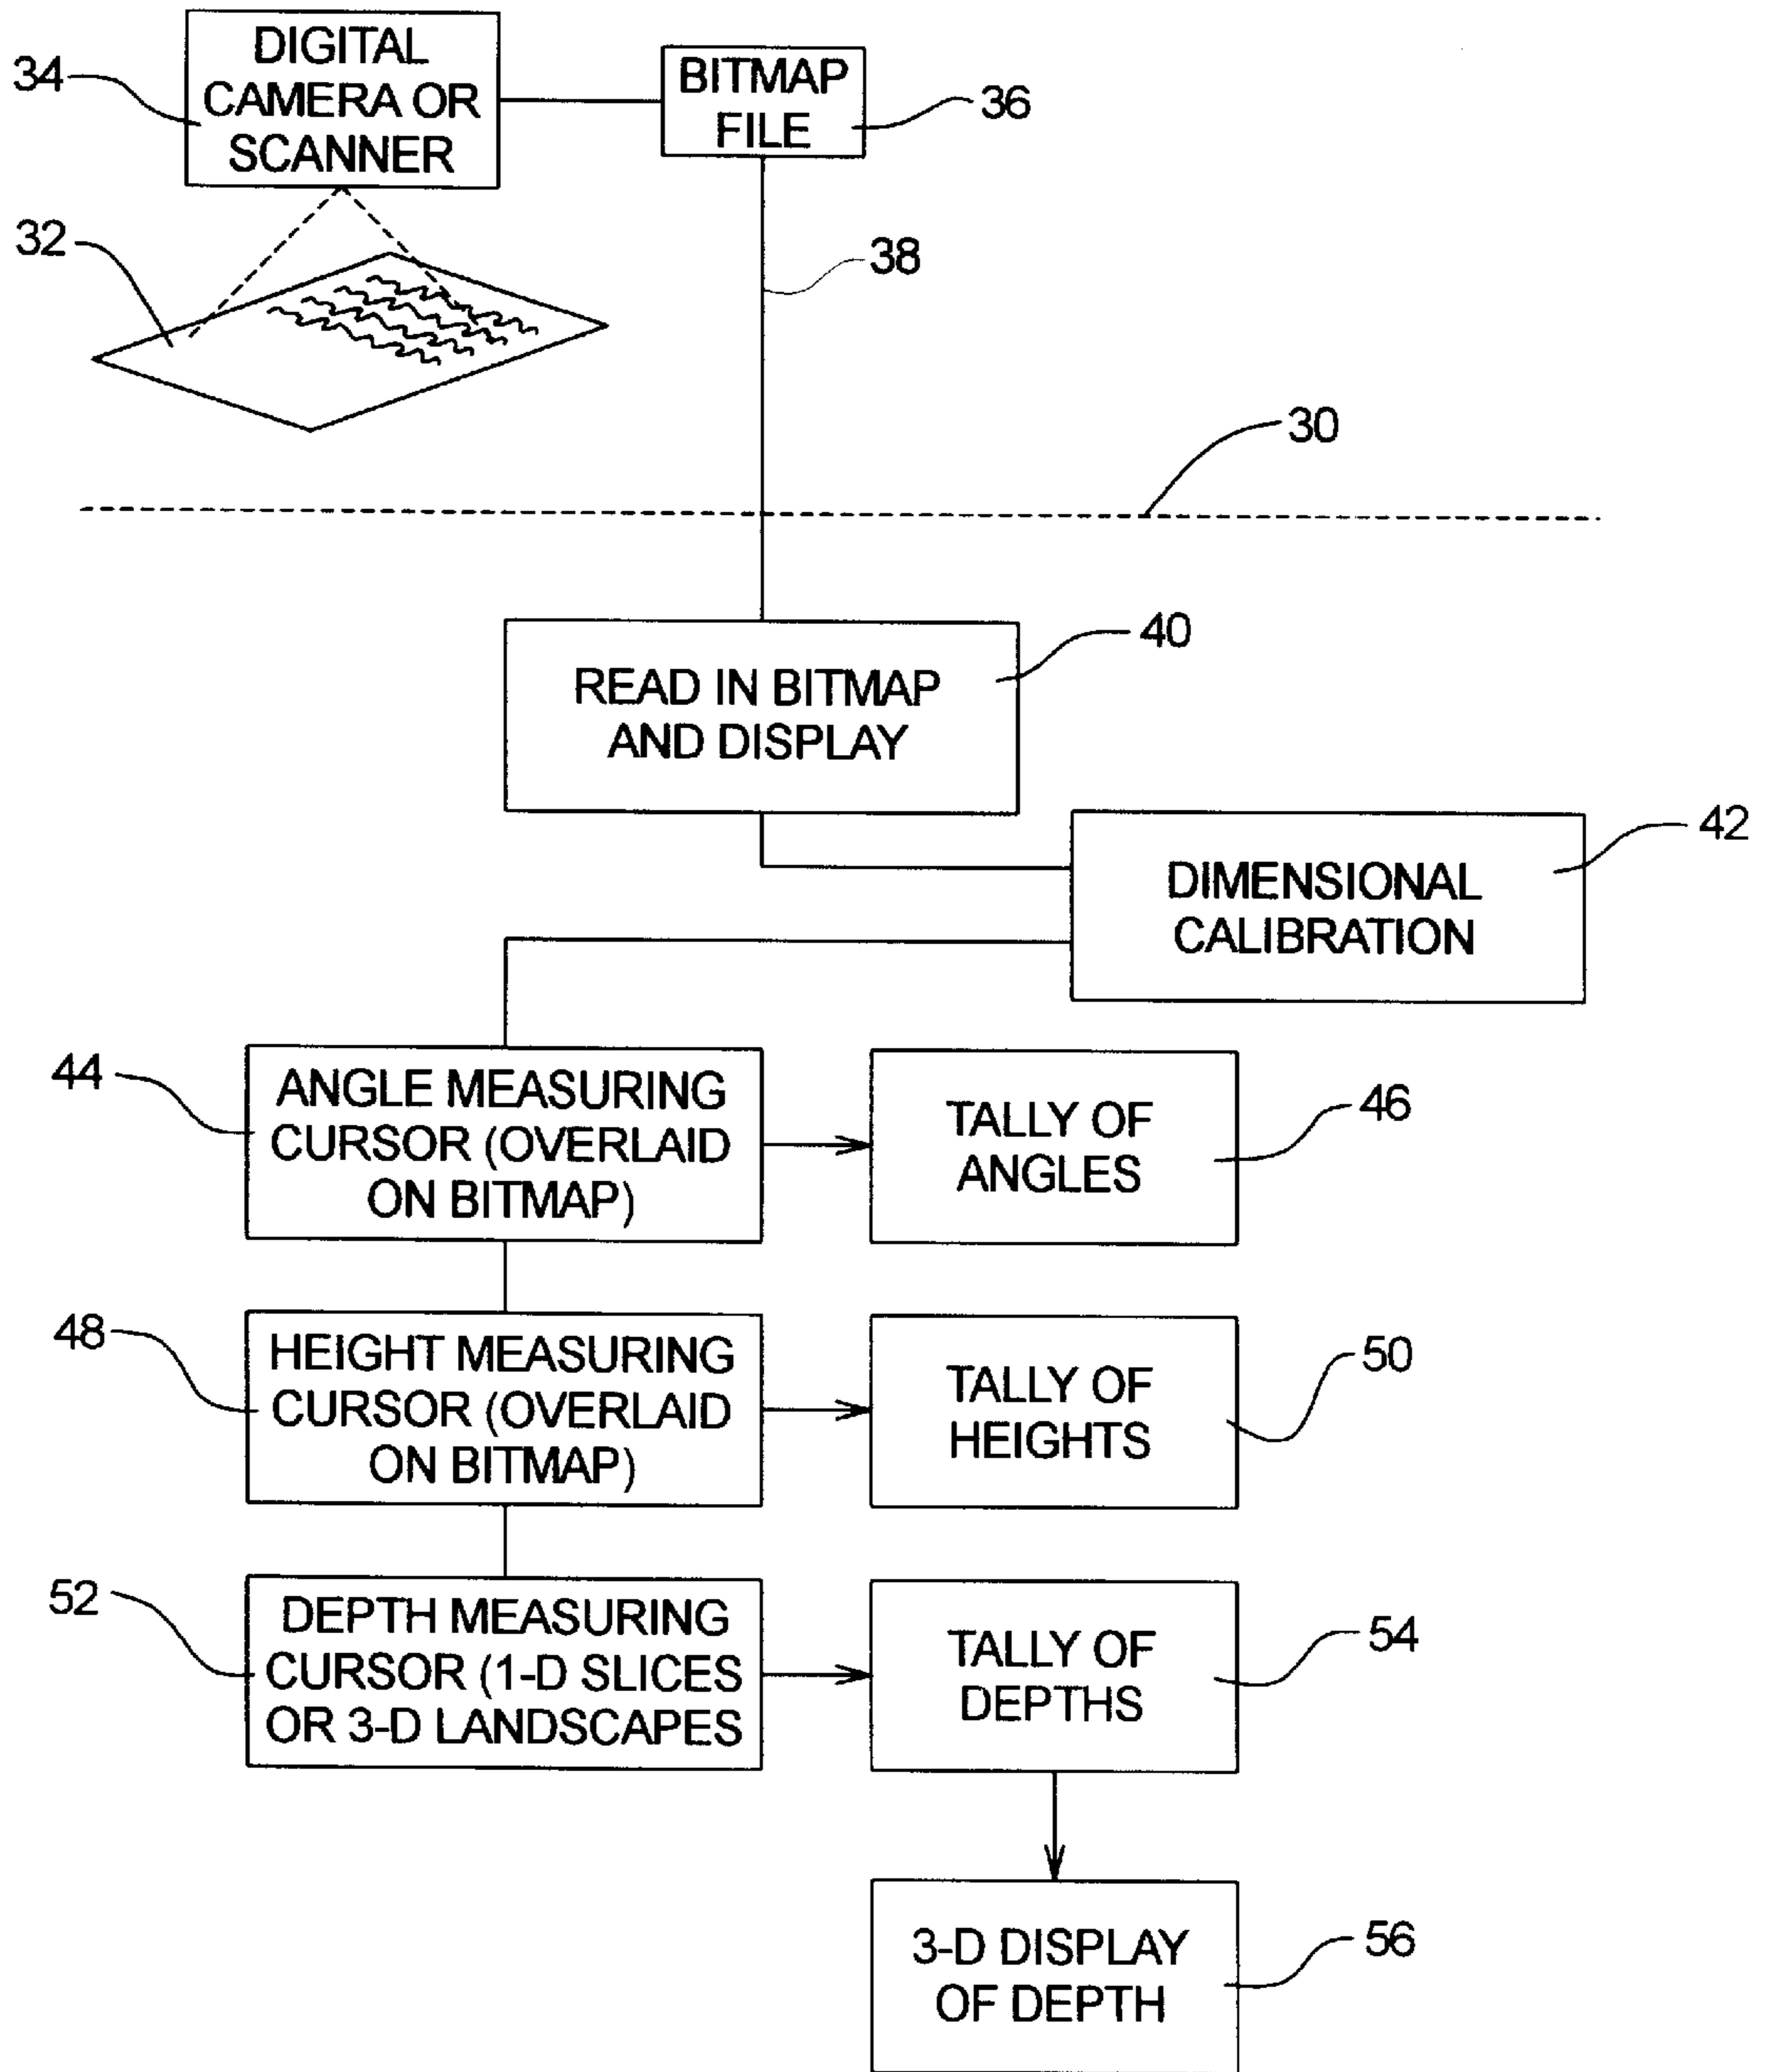 34
DIGITAL
CAMERA OR
SCANNER
BITMAP
FILE
36
32
38
30
40
READ IN BITMAP
AND DISPLAY
42
DIMENSIONAL
CALIBRATION
44
ANGLE MEASURING
CURSOR (OVERLAID
ON BITMAP)
TALLY OF
ANGLES
46
48
HEIGHT MEASURING
CURSOR (OVERLAID
ON BITMAP)
TALLY OF
HEIGHTS
50
52
DEPTH MEASURING
CURSOR (1-D SLICES
OR 3-D LANDSCAPES
TALLY OF
DEPTHS
54
3-D DISPLAY
OF DEPTH
56